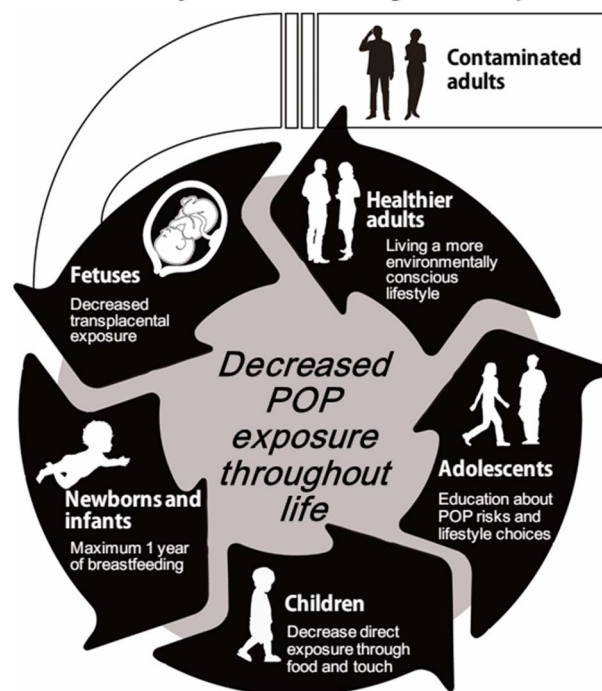 Contaminated
adults
Healthier
adults
Living a more
environmentally
conscious
lifestyle
Fetuses
Decreased
transplacental
exposure
Decreased
POP
exposure
throughout
life
Adolescents
Education about
POP risks and
lifestyle choices
Newborns and
infants
Maximum 1 year
of breastfeeding
Children
Decrease direct
exposure through
food and touch